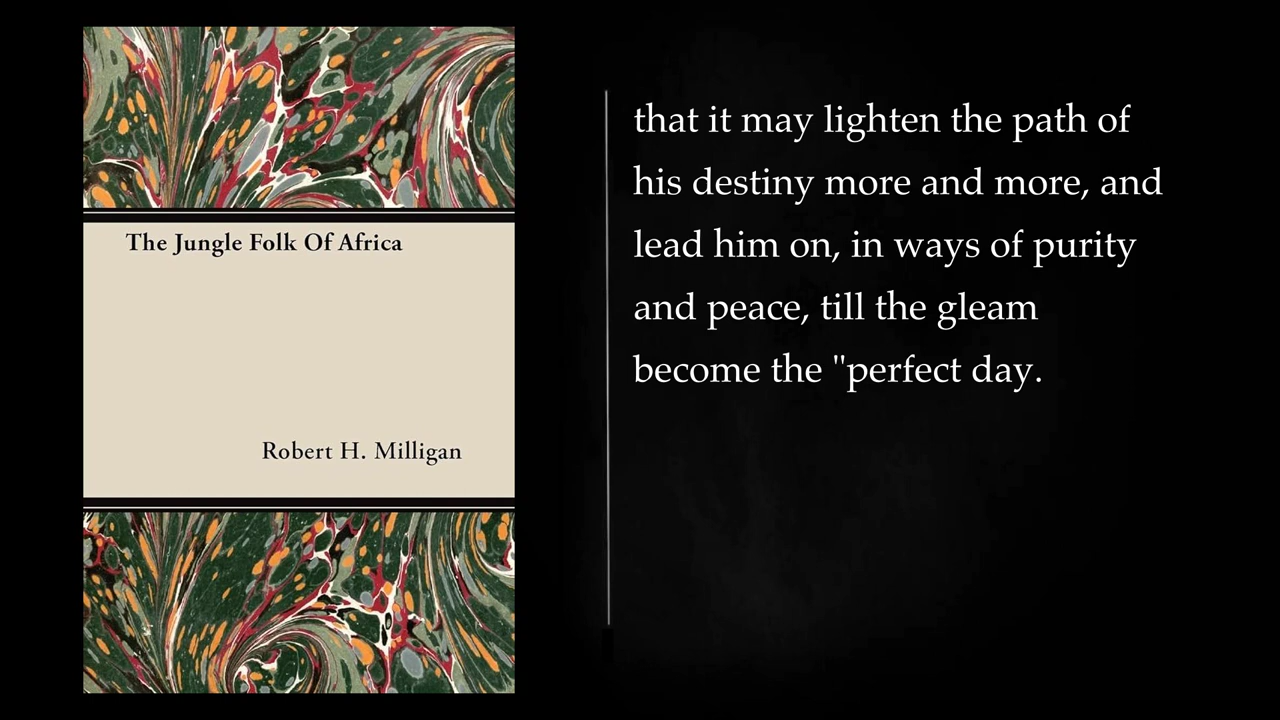 The Jungle Folk Of Africa
Robert H. Milligan
that it may lighten the path of
his destiny more and more, and
lead him on, in ways of purity
and peace, till the gleam
become the "perfect day.